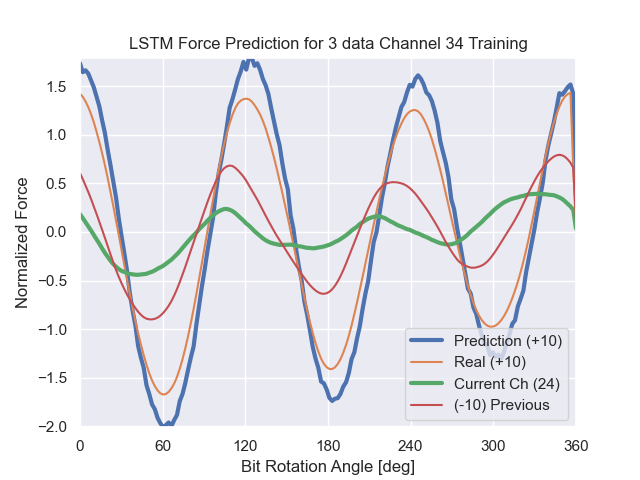 LSTM Force Prediction for 3 data Channel 34 Training
Normalized Force
1.5
1.0
0.5
0.0
−0.5
−1.0
−1.5
−2.0
Prediction (+10)
Real (+10)
Current Ch (24)
(-10) Previous
0 60 120 180 240 300 360
Bit Rotation Angle [deg]